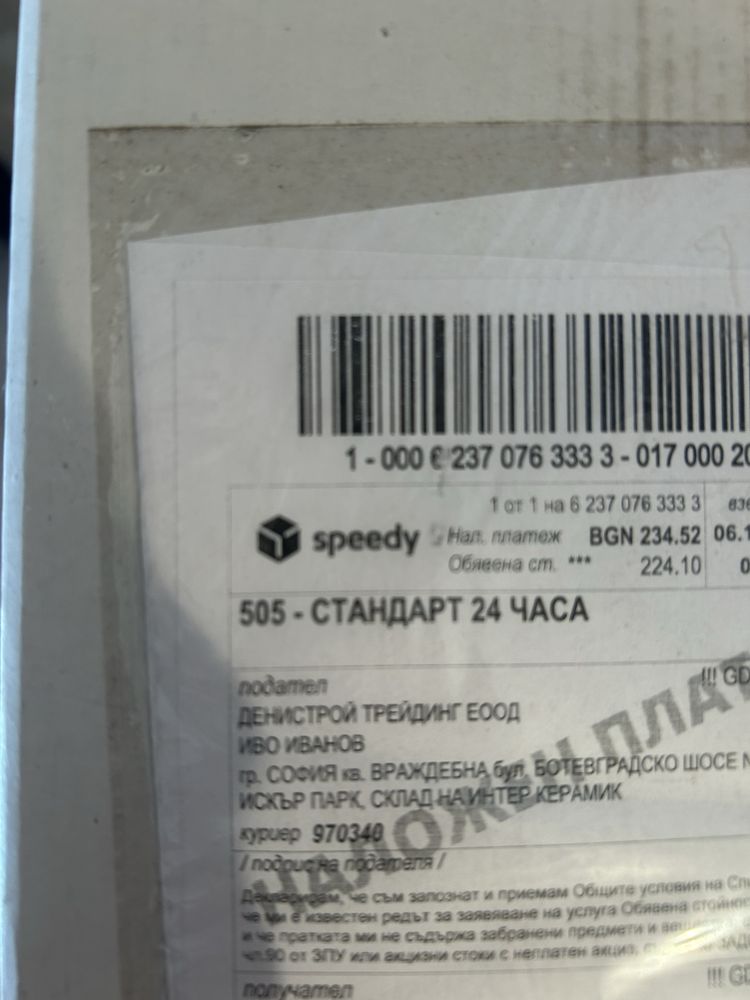 1 - 000 6 237 076 333 3 - 017 000 20
1 от 1 на 6 237 076 333 3
speedy Нал. платеж BGN 234.52 06.1
Обявена ст. *** 224.10 0
505 - СТАНДАРТ 24 ЧАСА
подател !!! GD
ДЕНИСТРОЙ ТРЕЙДИНГ ЕООД
ИВО ИВАНОВ
гр. СОФИЯ кв. ВРАЖДЕБНА бул. БОТЕВГРАДСКО ШОСЕ
ИСКЪР ПАРК, СКЛАД НА ИНТЕР КЕРАМИК
НАЛОЖЕН ПЛАТ
куриер 970340
/ подпис на подателя /
Декларирам, че съм запознат и приемам Общите условия на
че ми е известен редът за заявяване на услуга Обявена стойнос
и че пратката ми не съдържа забранени предмети и
чл.90 от ЗПУ или акцизни стоки с неплатен акциз,
получател !!! GD